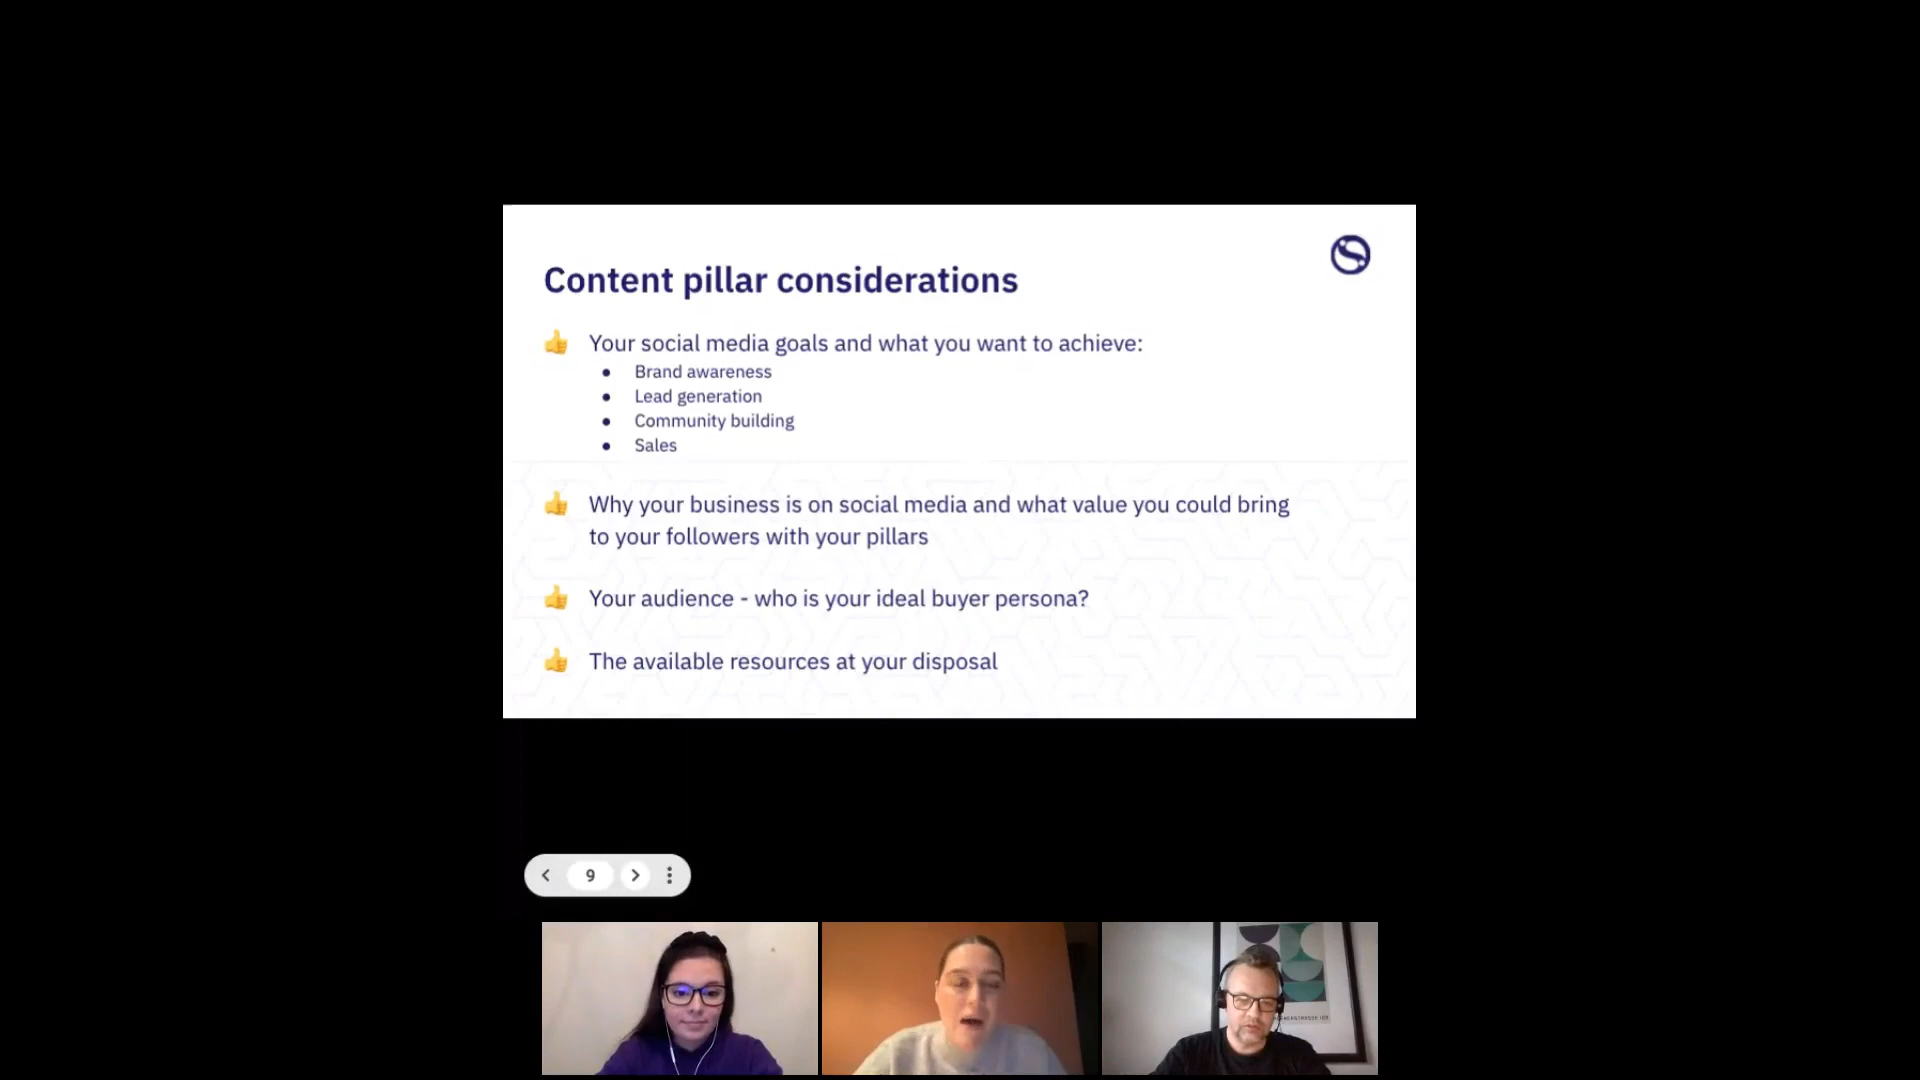 Content pillar considerations
Your social media goals and what you want to achieve:
Brand awareness
Lead generation
Community building
Sales
Why your business is on social media and what value you could bring
to your followers with your pillars
Your audience - who is your ideal buyer persona?
The available resources at your disposal
9